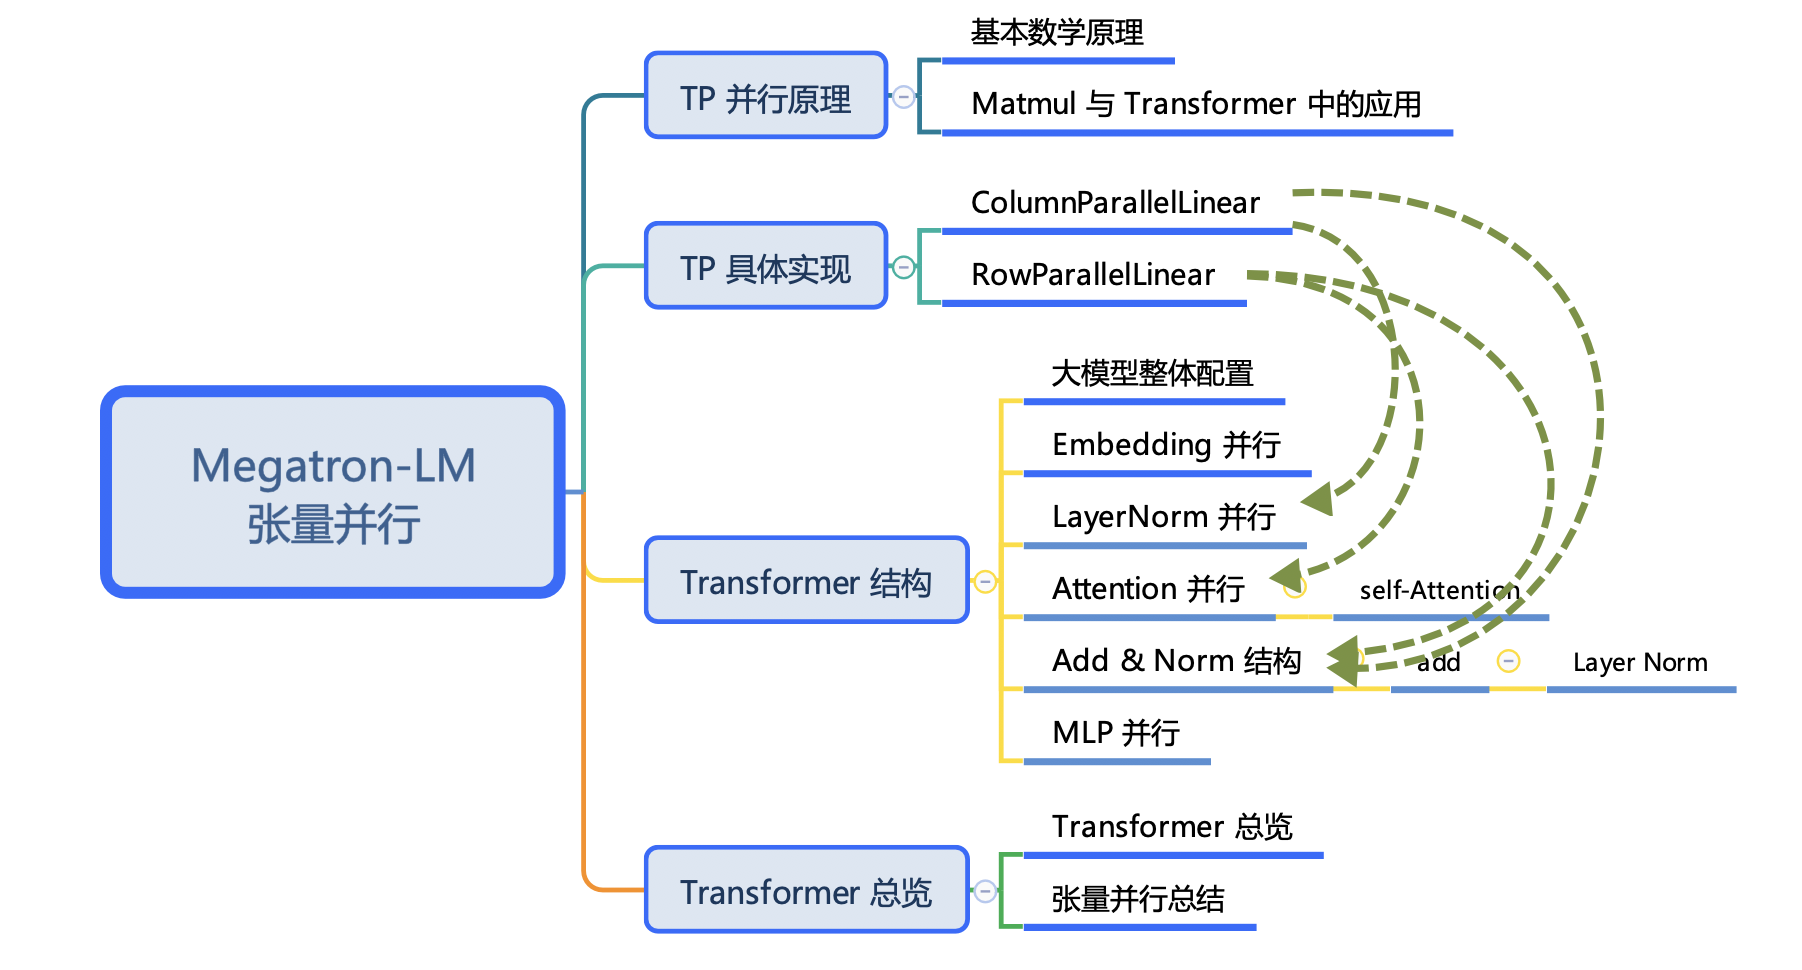 基本数学原理
TP 并行原理
Matmul 与 Transformer 中的应用
ColumnParallelLinear
TP 具体实现
RowParallelLinear
大模型整体配置
Embedding 并行
Megatron-LM
张量并行
LayerNorm 并行
Transformer 结构
Attention 并行
self-Attention
Add & Norm 结构
add
Layer Norm
MLP 并行
Transformer 总览
Transformer 总览
张量并行总结